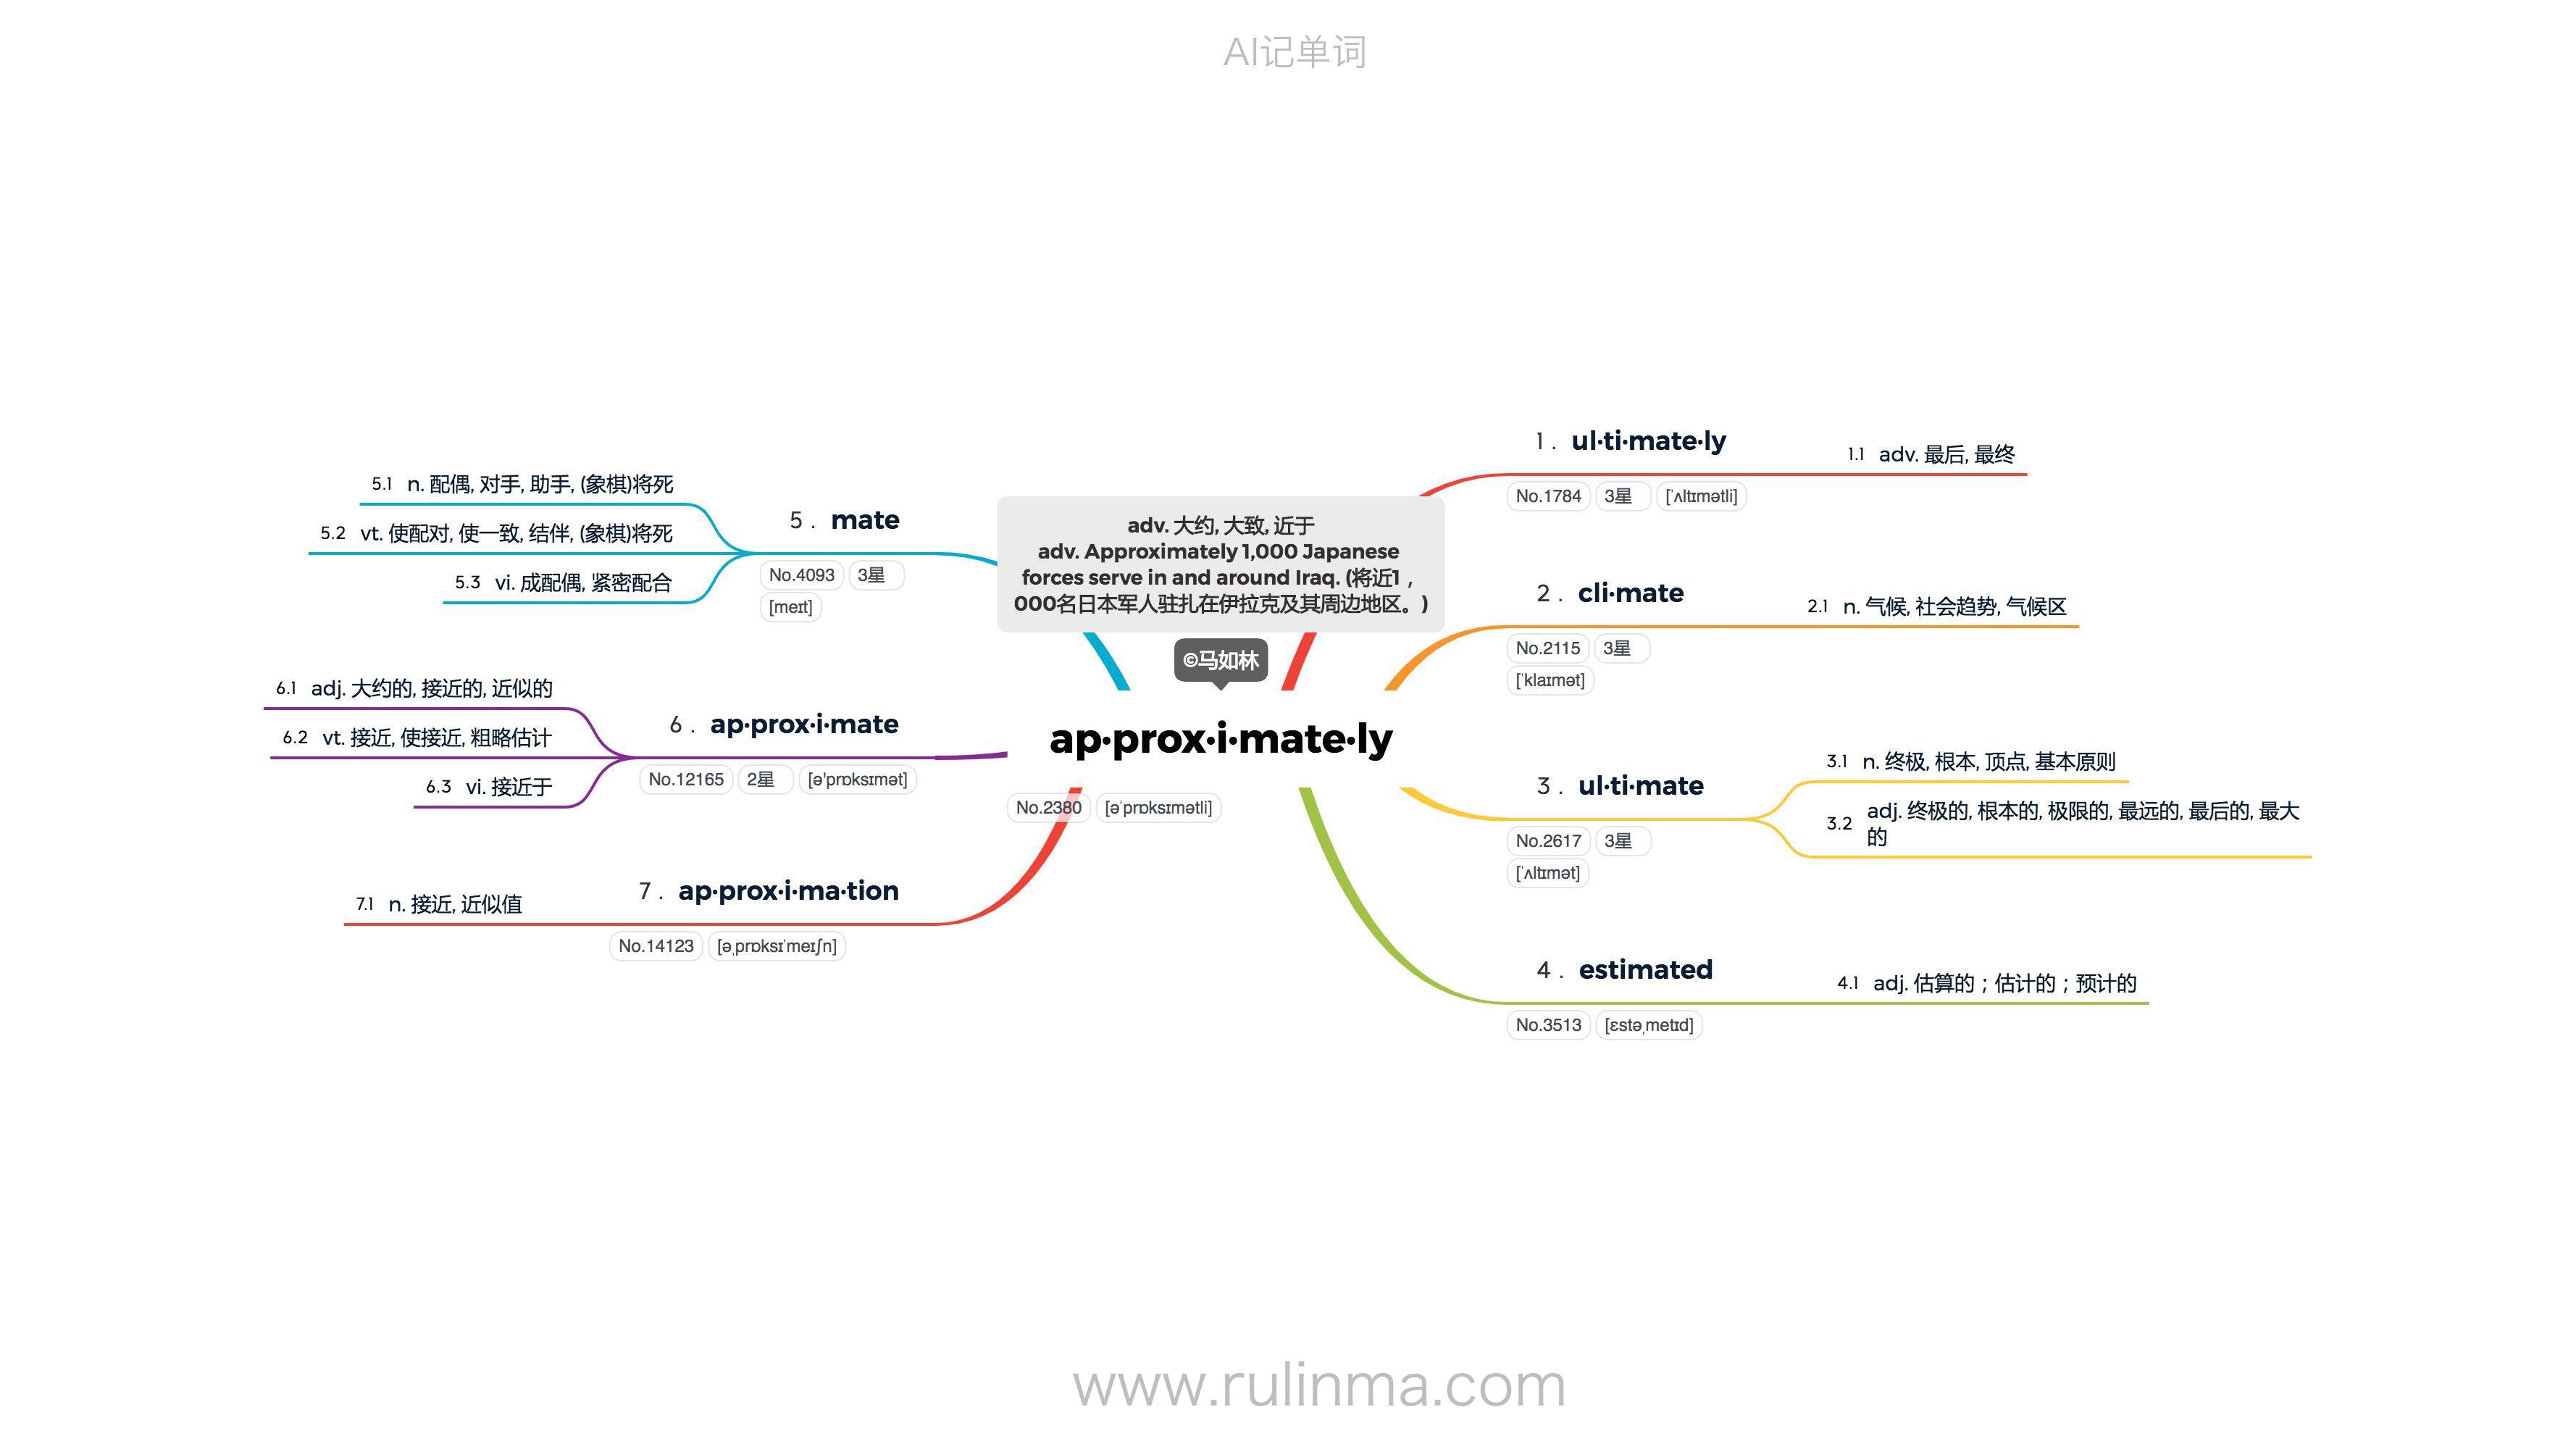 AI记单词
adv. 大约, 大致, 近于
adv. Approximately 1,000 Japanese
forces serve in and around Iraq. (将近1，
000名日本军人驻扎在伊拉克及其周边地区。)
©马如林
ap·prox·i·mate·ly
No.2380 [əˈprɒksɪmətli]
1 . ul·ti·mate·ly
No.1784 3星 [ˈʌltɪmətli]
1.1 adv. 最后, 最终
2 . cli·mate
No.2115 3星
[ˈklaɪmət]
2.1 n. 气候, 社会趋势, 气候区
3 . ul·ti·mate
No.2617 3星
[ˈʌltɪmət]
3.1 n. 终极, 根本, 顶点, 基本原则
3.2 adj. 终极的, 根本的, 极限的, 最远的, 最后的, 最大
的
4 . estimated
No.3513 [ɛstəˌmetɪd]
4.1 adj. 估算的；估计的；预计的
5 . mate
No.4093 3星
[meɪt]
5.1 n. 配偶, 对手, 助手, (象棋)将死
5.2 vt. 使配对, 使一致, 结伴, (象棋)将死
5.3 vi. 成配偶, 紧密配合
6 . ap·prox·i·mate
No.12165 2星 [ə'prɒksɪmət]
6.1 adj. 大约的, 接近的, 近似的
6.2 vt. 接近, 使接近, 粗略估计
6.3 vi. 接近于
7 . ap·prox·i·ma·tion
No.14123 [əˌprɒksɪˈmeɪʃn]
7.1 n. 接近, 近似值
www.rulinma.com